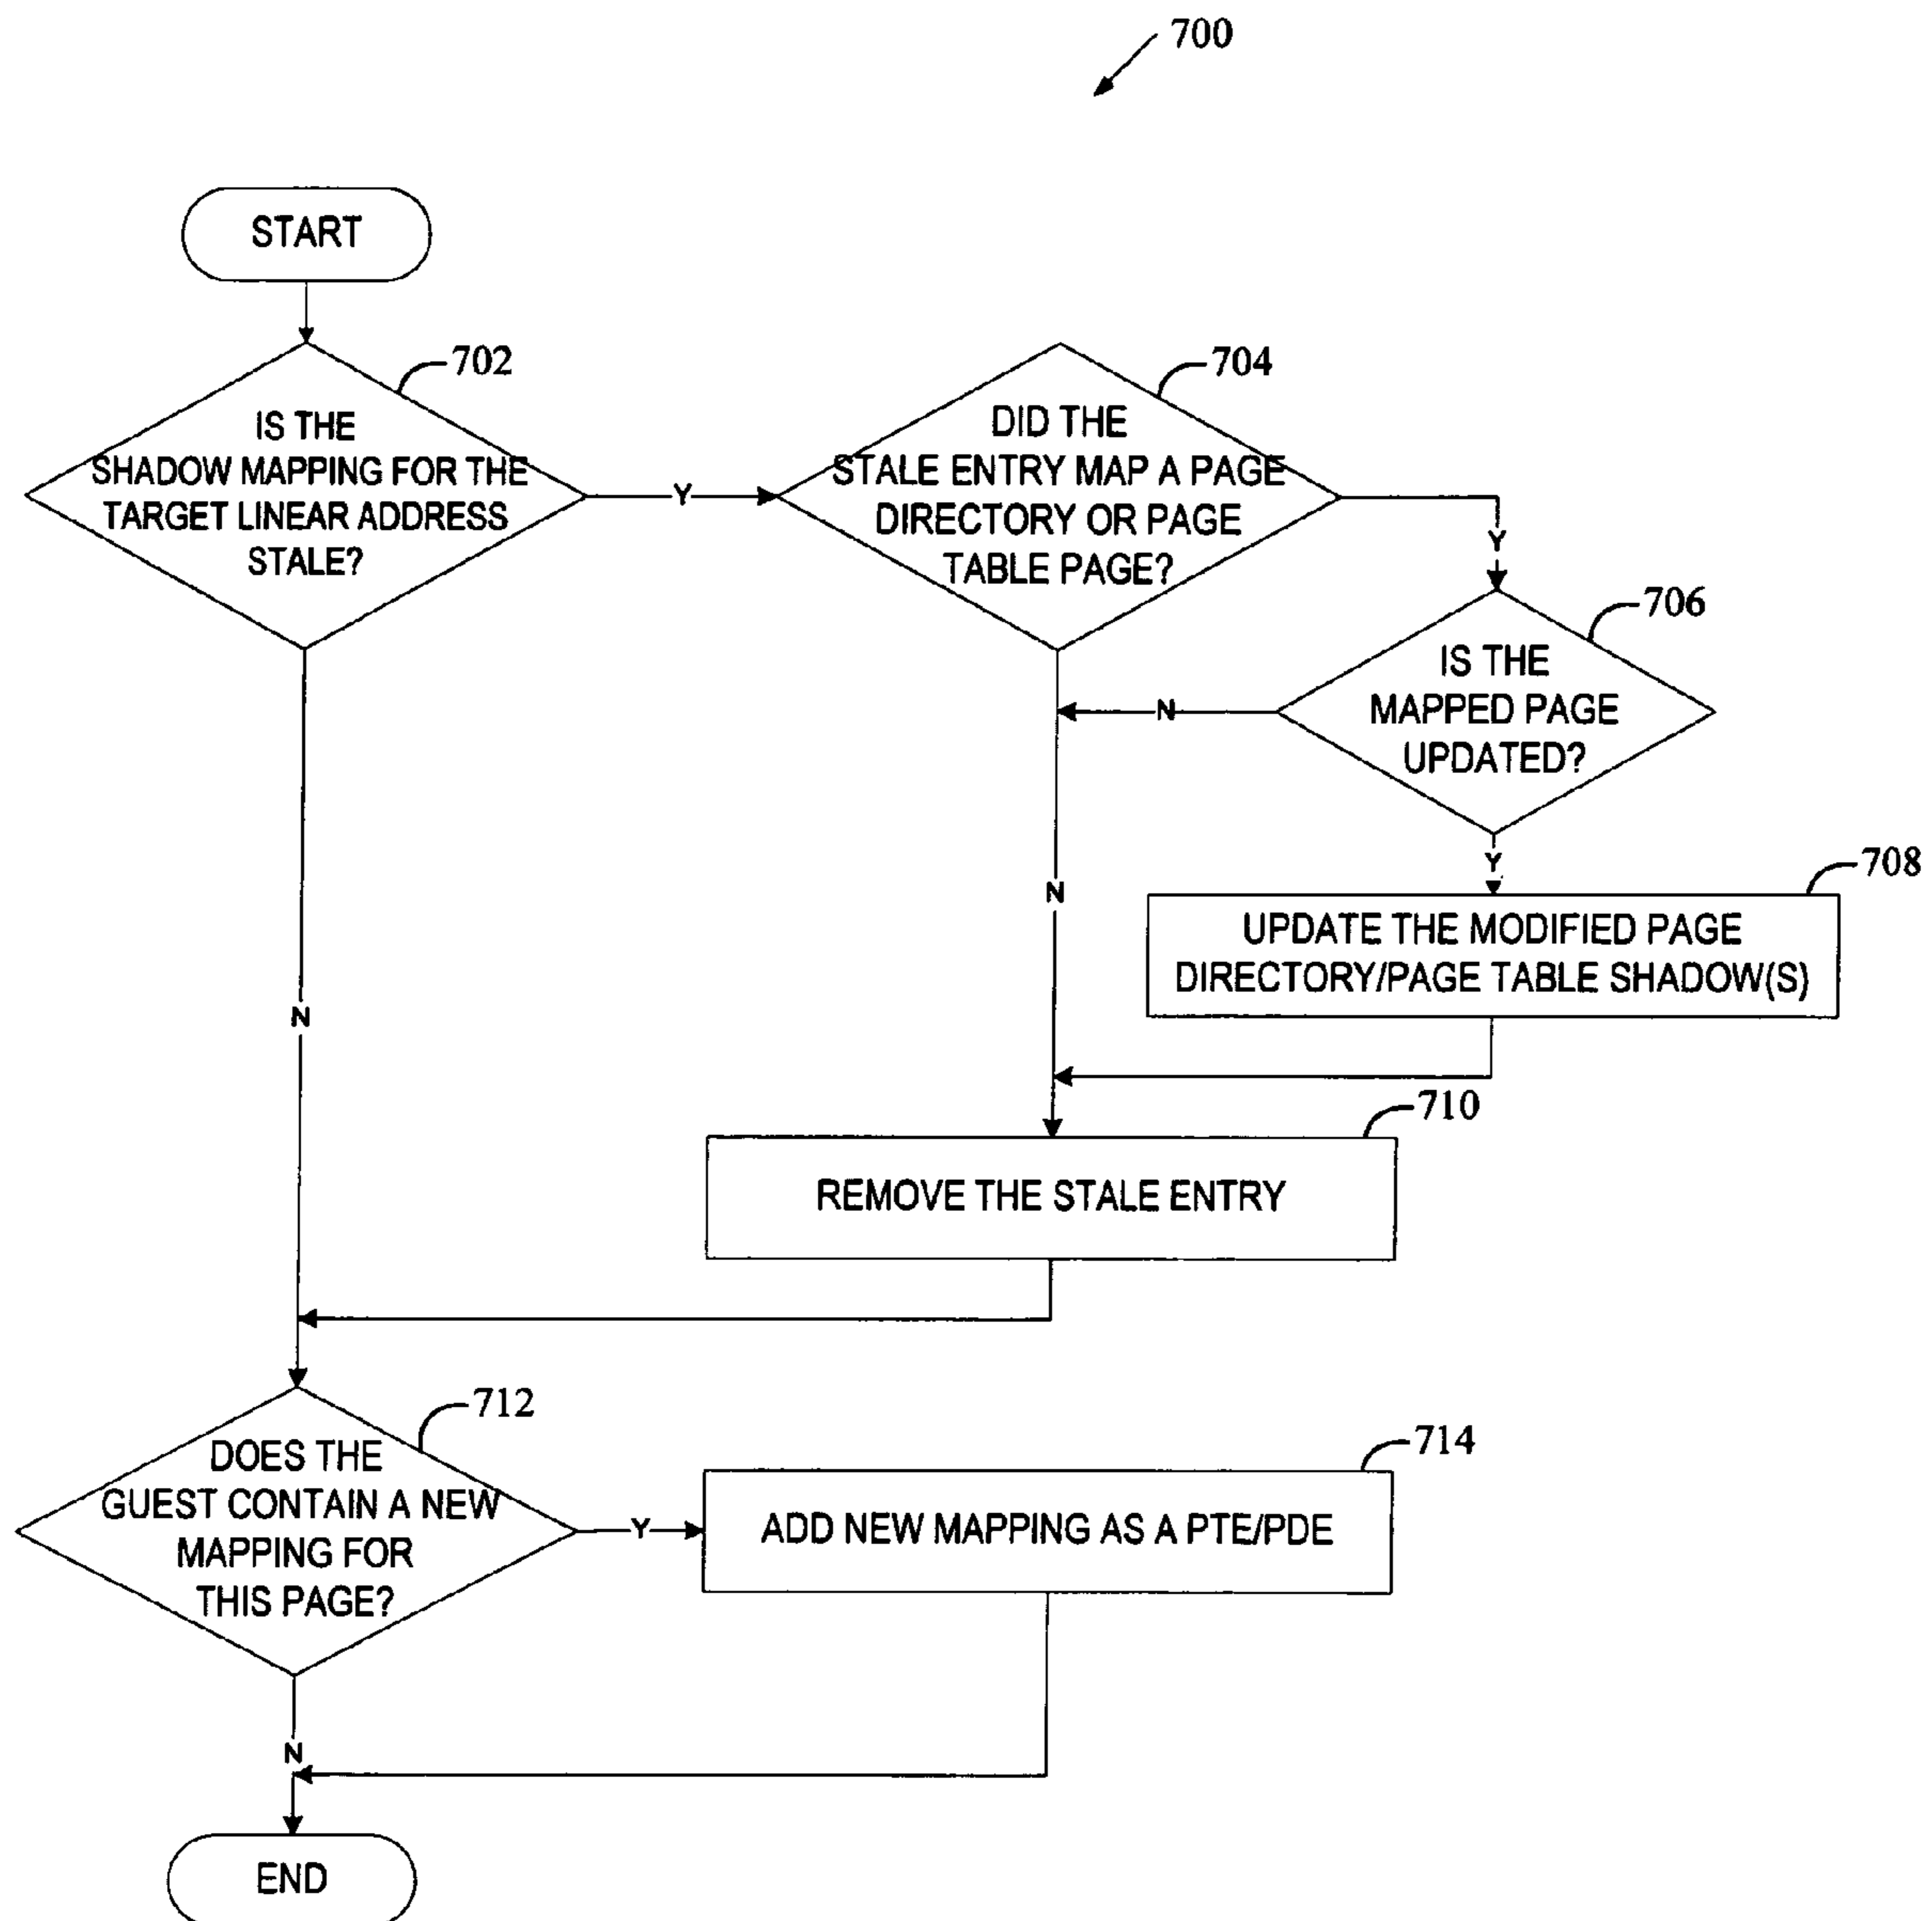 700
START
702
IS THE
SHADOW MAPPING FOR THE
TARGET LINEAR ADDRESS
STALE?
Y
704
DID THE
STALE ENTRY MAP A PAGE
DIRECTORY OR PAGE
TABLE PAGE?
Y
706
IS THE
MAPPED PAGE
UPDATED?
N
Y
708
UPDATE THE MODIFIED PAGE
DIRECTORY/PAGE TABLE SHADOW(S)
N
N
710
REMOVE THE STALE ENTRY
712
DOES THE
GUEST CONTAIN A NEW
MAPPING FOR
THIS PAGE?
Y
714
ADD NEW MAPPING AS A PTE/PDE
N
END